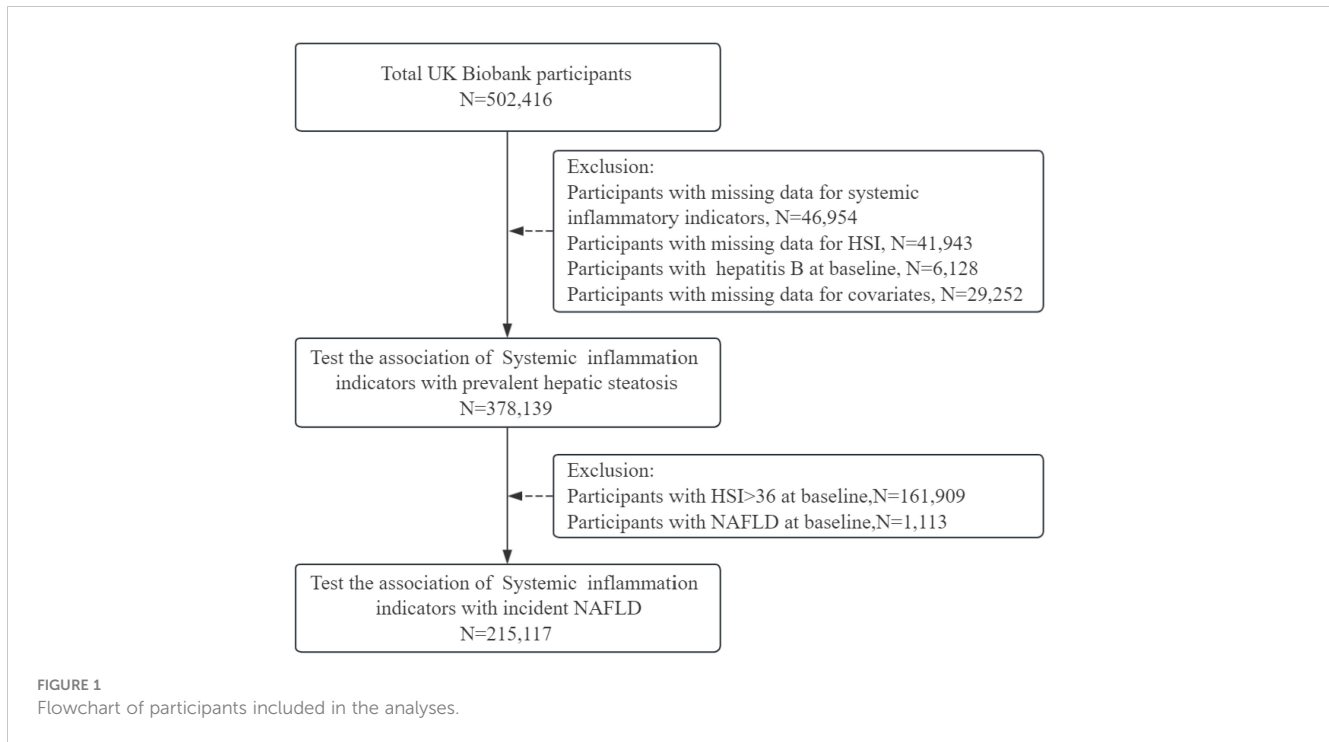 Total UK Biobank participants
N=502,416
Exclusion:
Participants with missing data for systemic
inflammatory indicators, N=46,954
Participants with missing data for HSI, N=41,943
Participants with hepatitis B at baseline, N=6,128
Participants with missing data for covariates, N=29,252
Test the association of Systemic inflammation
indicators with prevalent hepatic steatosis
N=378,139
Exclusion:
Participants with HSI>36 at baseline,N=161,909
Participants with NAFLD at baseline,N=1,113
Test the association of Systemic inflammation
indicators with incident NAFLD
N=215,117
FIGURE 1
Flowchart of participants included in the analyses.